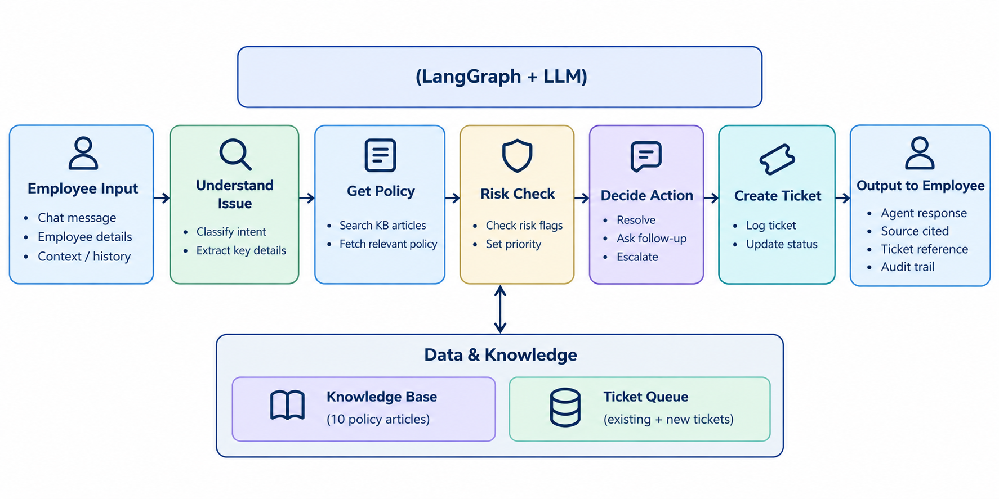 (LangGraph + LLM)
Employee Input
• Chat message
• Employee details
• Context / history
Understand
Issue
• Classify intent
• Extract key details
Get Policy
• Search KB articles
• Fetch relevant policy
Risk Check
• Check risk flags
• Set priority
Decide Action
• Resolve
• Ask follow-up
• Escalate
Create Ticket
• Log ticket
• Update status
Output to Employee
• Agent response
• Source cited
• Ticket reference
• Audit trail
Data & Knowledge
Knowledge Base
(10 policy articles)
Ticket Queue
(existing + new tickets)